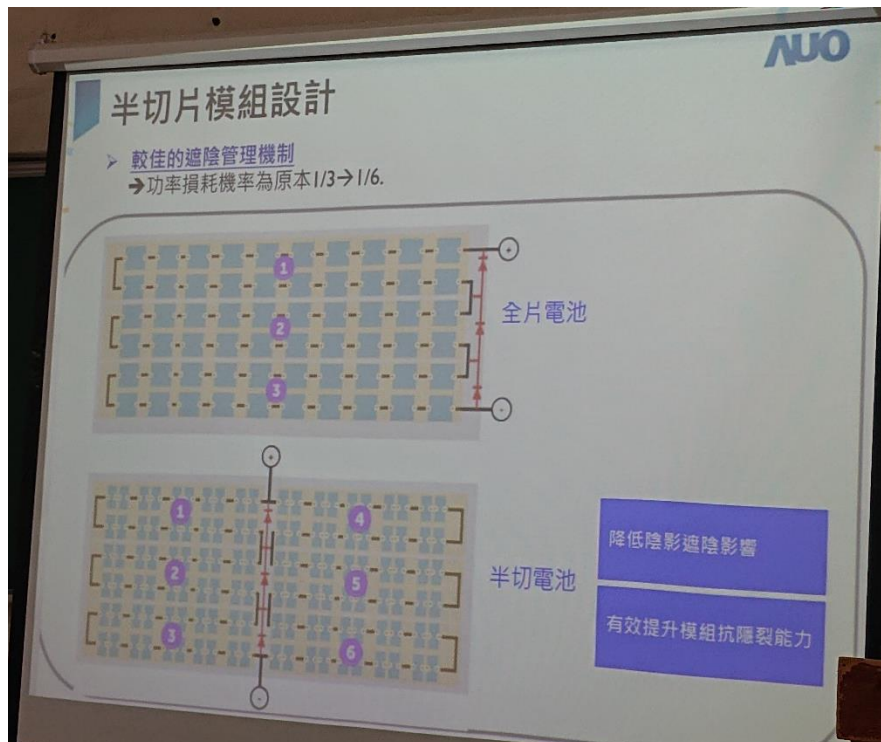 AUO
半切片模組設計
➢ 較佳的遮陰管理機制
➔功率損耗機率為原本1/3➔1/6.
1
2
3
全片電池
1
2
3
4
5
6
半切電池
降低陰影遮陰影響
有效提升模組抗隱裂能力